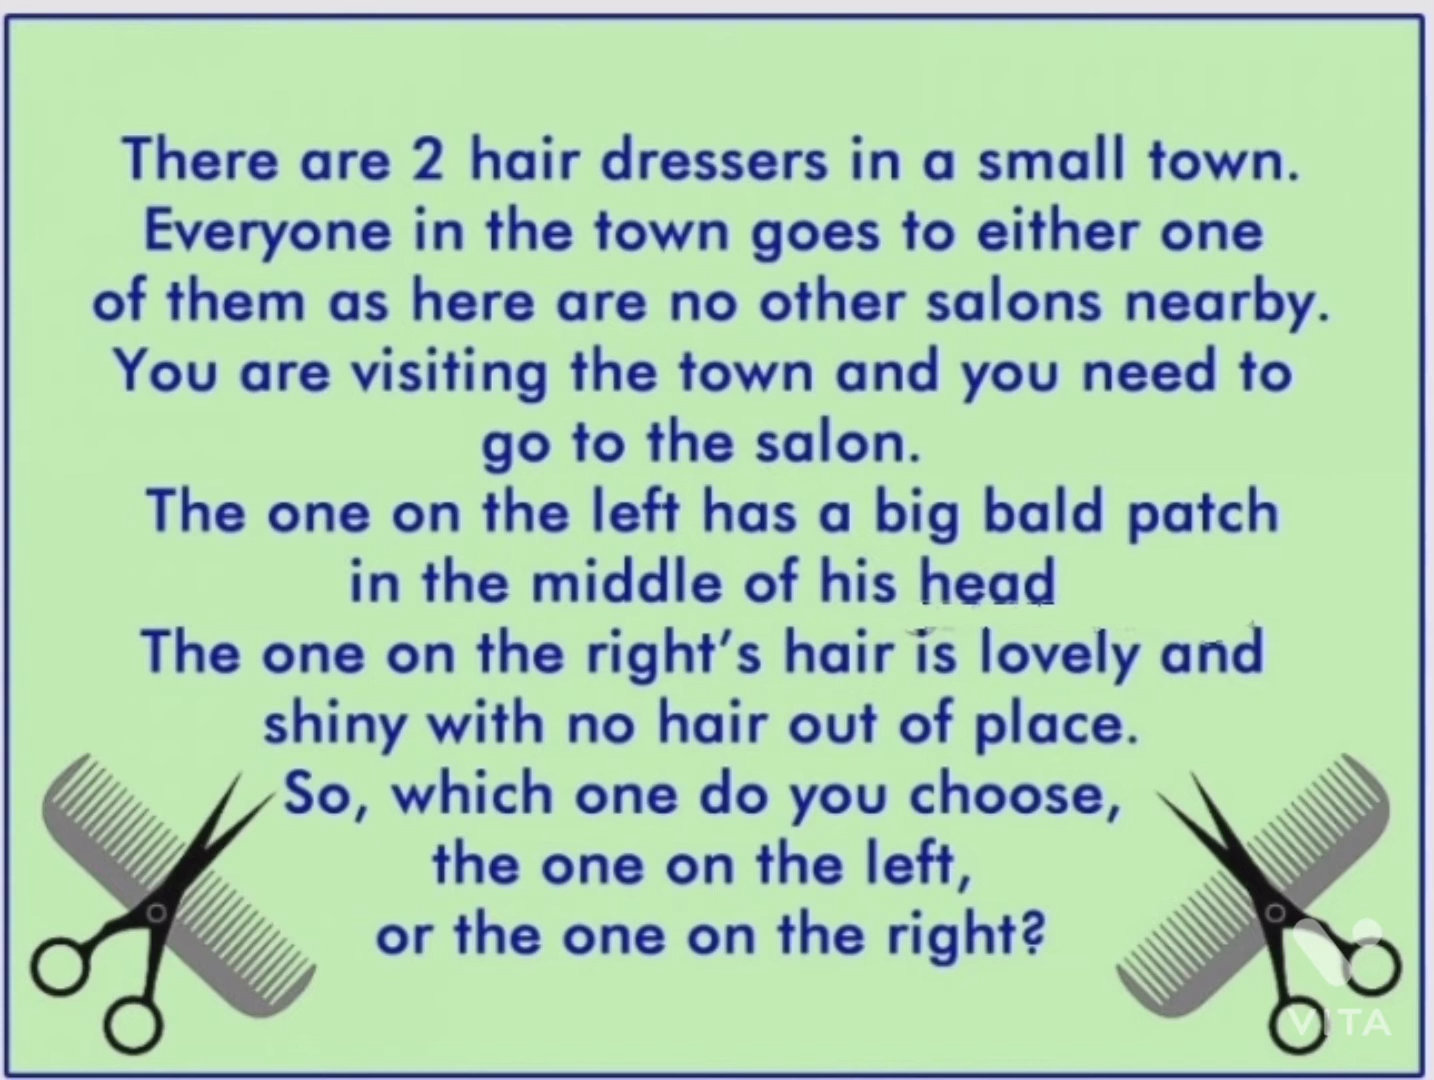 There are 2 hair dressers in a small town.
Everyone in the town goes to either one
of them as here are no other salons nearby.
You are visiting the town and you need to
go to the salon.
The one on the left has a big bald patch
in the middle of his head
The one on the right's hair is lovely and
shiny with no hair out of place.
So, which one do you choose,
the one on the left,
or the one on the right?
VITA